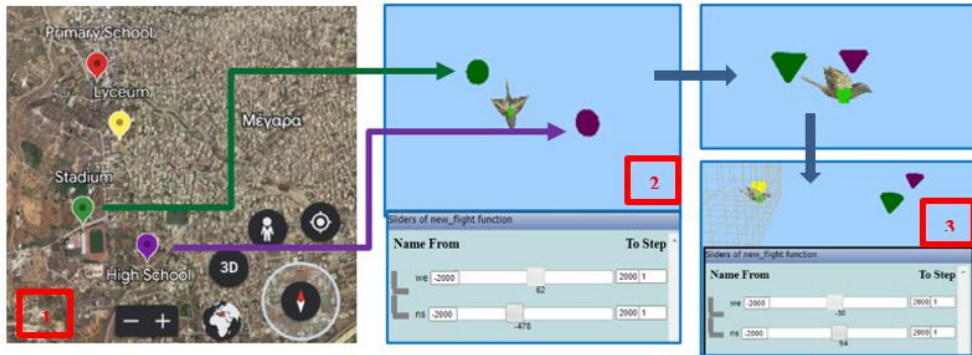 Primary School
Lyceum
Μέγαρα
Stadium
High School
3D
1
2
Sliders of new_flight function
Name From To Step
we -2000 2000 1
62
ns -2000 2000 1
-478
3
Sliders of new_flight function
Name From To Step
we -2000 2000 1
-30
ns -2000 2000 1
94